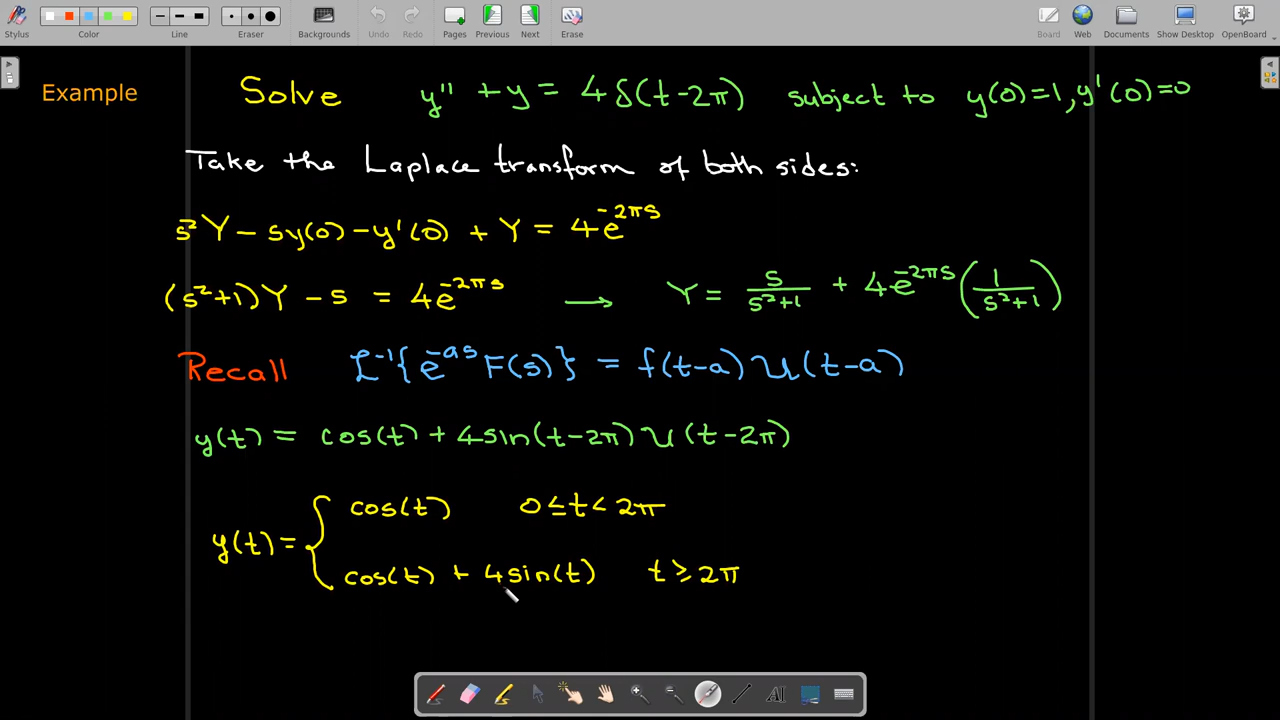 Stylus Color Line Eraser Backgrounds Undo Redo Pages Previous Next Erase Board Web Documents Show Desktop OpenBoard
Example Solve y'' + y = 4δ(t-2π) subject to y(0)=1, y'(0)=0
Take the Laplace transform of both sides:
s²Y - sy(0) - y'(0) + Y = 4e^{-2πs}
(s²+1)Y - s = 4e^{-2πs} → Y = s/(s²+1) + 4e^{-2πs}(1/(s²+1))
Recall ℒ⁻¹{e^{-as}F(s)} = f(t-a)𝒰(t-a)
y(t) = cos(t) + 4sin(t-2π)𝒰(t-2π)
y(t) = { cos(t) 0≤t<2π
cos(t) + 4sin(t) t≥2π
AI